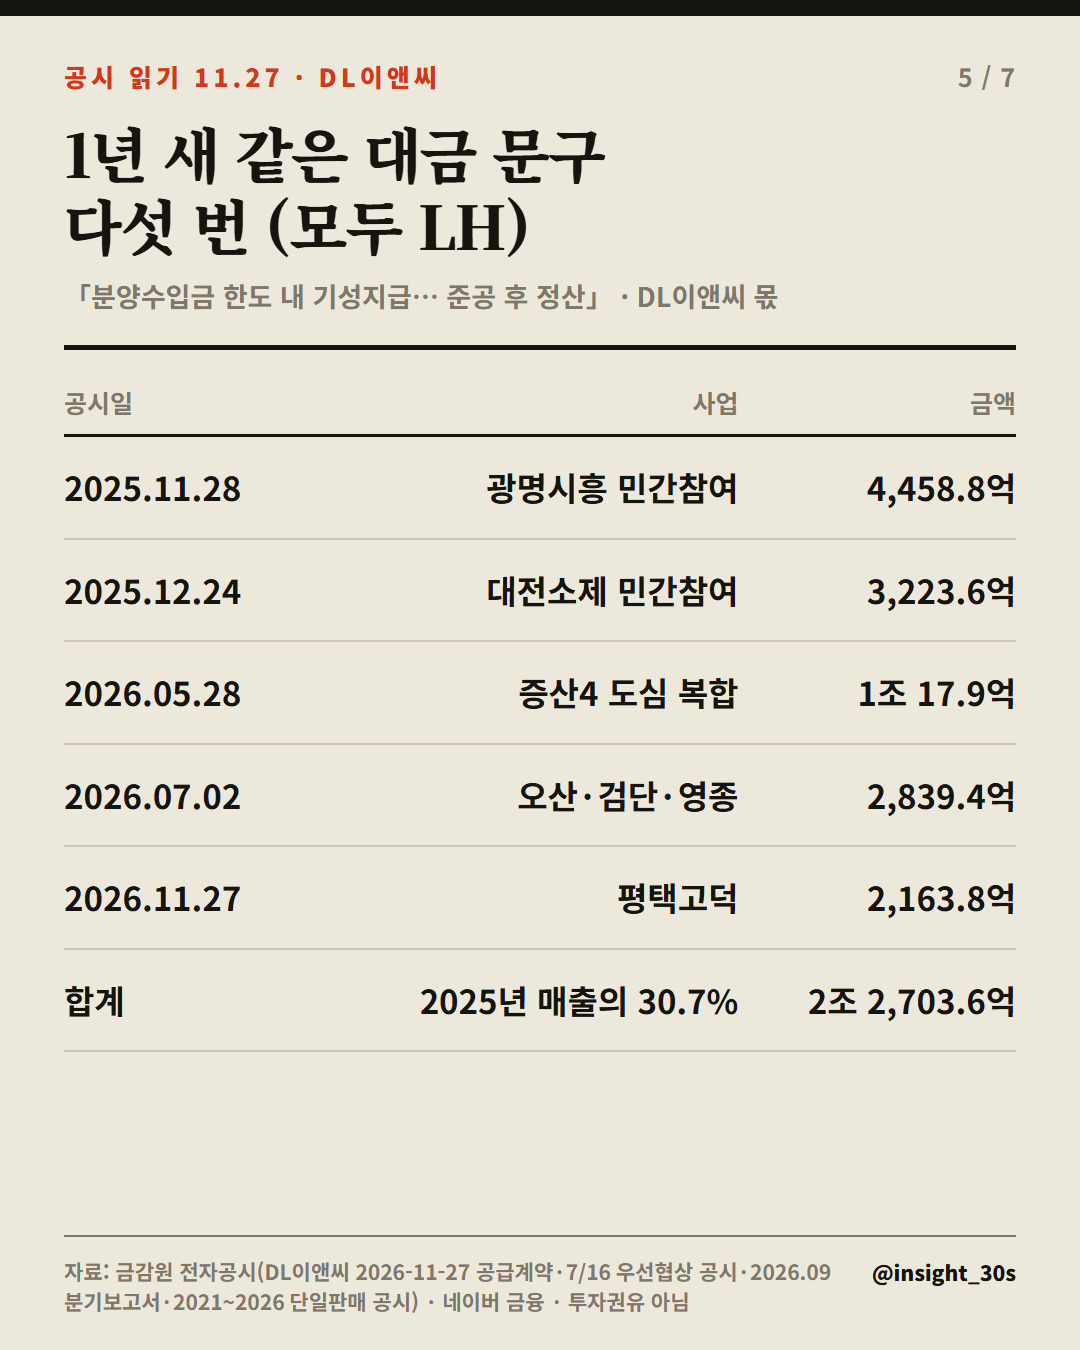 공시 읽기 11.27 · DL이앤씨
5 / 7
1년 새 같은 대금 문구
다섯 번 (모두 LH)
「분양수입금 한도 내 기성지급… 준공 후 정산」 · DL이앤씨 몫
공시일 사업 금액
2025.11.28 광명시흥 민간참여 4,458.8억
2025.12.24 대전소제 민간참여 3,223.6억
2026.05.28 증산4 도심 복합 1조 17.9억
2026.07.02 오산·검단·영종 2,839.4억
2026.11.27 평택고덕 2,163.8억
합계 2025년 매출의 30.7% 2조 2,703.6억
자료: 금감원 전자공시(DL이앤씨 2026-11-27 공급계약·7/16 우선협상 공시·2026.09
분기보고서·2021~2026 단일판매 공시) · 네이버 금융 · 투자권유 아님
@insight_30s